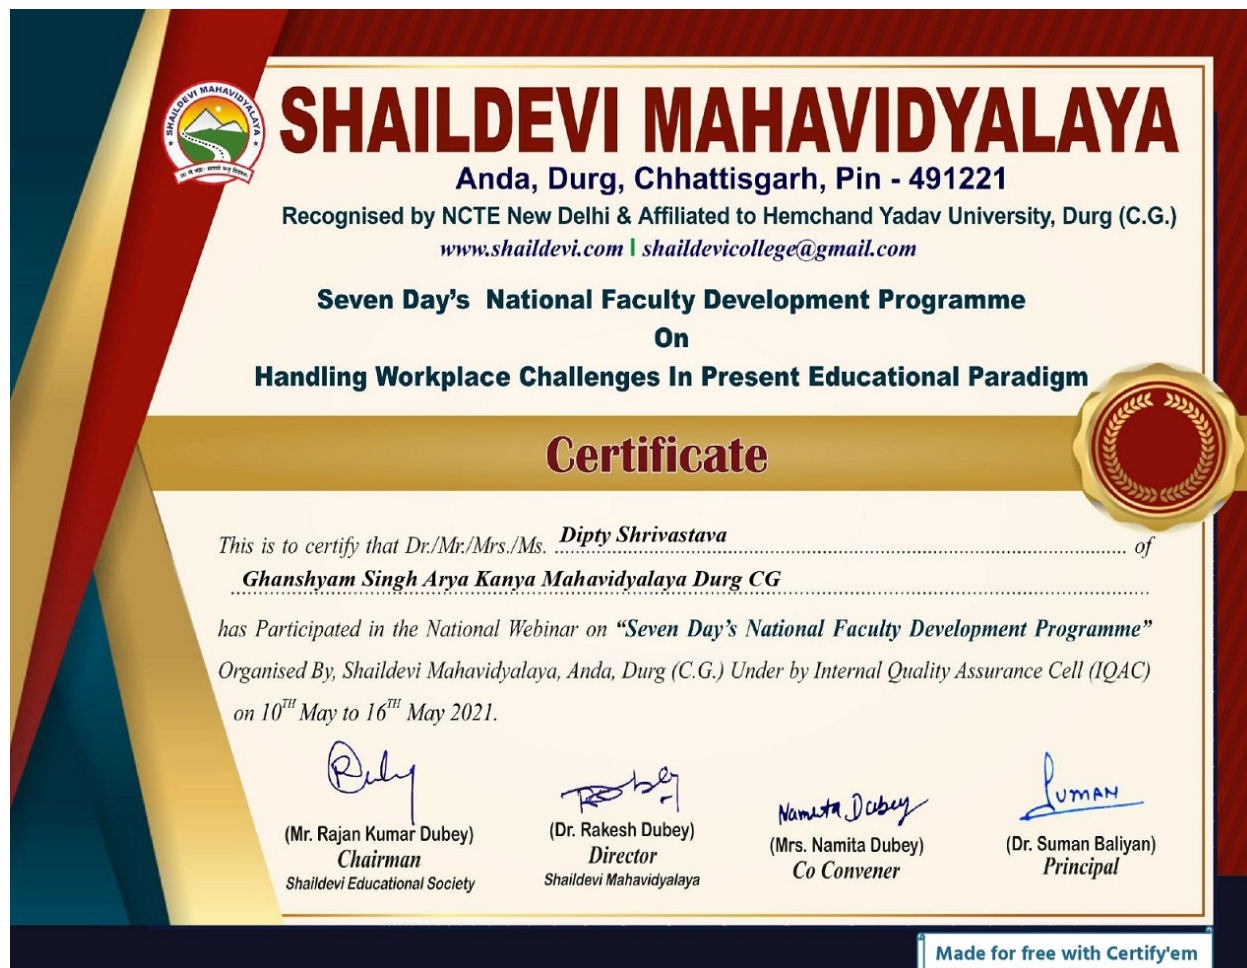 SHAILDEVI MAHAVIDYALAYA
SHAILDEVI MAHAVIDYALAYA
Anda, Durg, Chhattisgarh, Pin - 491221
Recognised by NCTE New Delhi & Affiliated to Hemchand Yadav University, Durg (C.G.)
www.shaildevi.com | shaildevicollege@gmail.com
Seven Day's National Faculty Development Programme
On
Handling Workplace Challenges In Present Educational Paradigm
Certificate
This is to certify that Dr./Mr./Mrs./Ms. Dipty Shrivastava of
Ghanshyam Singh Arya Kanya Mahavidyalaya Durg CG
has Participated in the National Webinar on “Seven Day's National Faculty Development Programme”
Organised By, Shaildevi Mahavidyalaya, Anda, Durg (C.G.) Under by Internal Quality Assurance Cell (IQAC)
on 10TH May to 16TH May 2021.
Namita Dubey
SUMAN
(Mr. Rajan Kumar Dubey)
Chairman
Shaildevi Educational Society
(Dr. Rakesh Dubey)
Director
Shaildevi Mahavidyalaya
(Mrs. Namita Dubey)
Co Convener
(Dr. Suman Baliyan)
Principal
Made for free with Certify'em